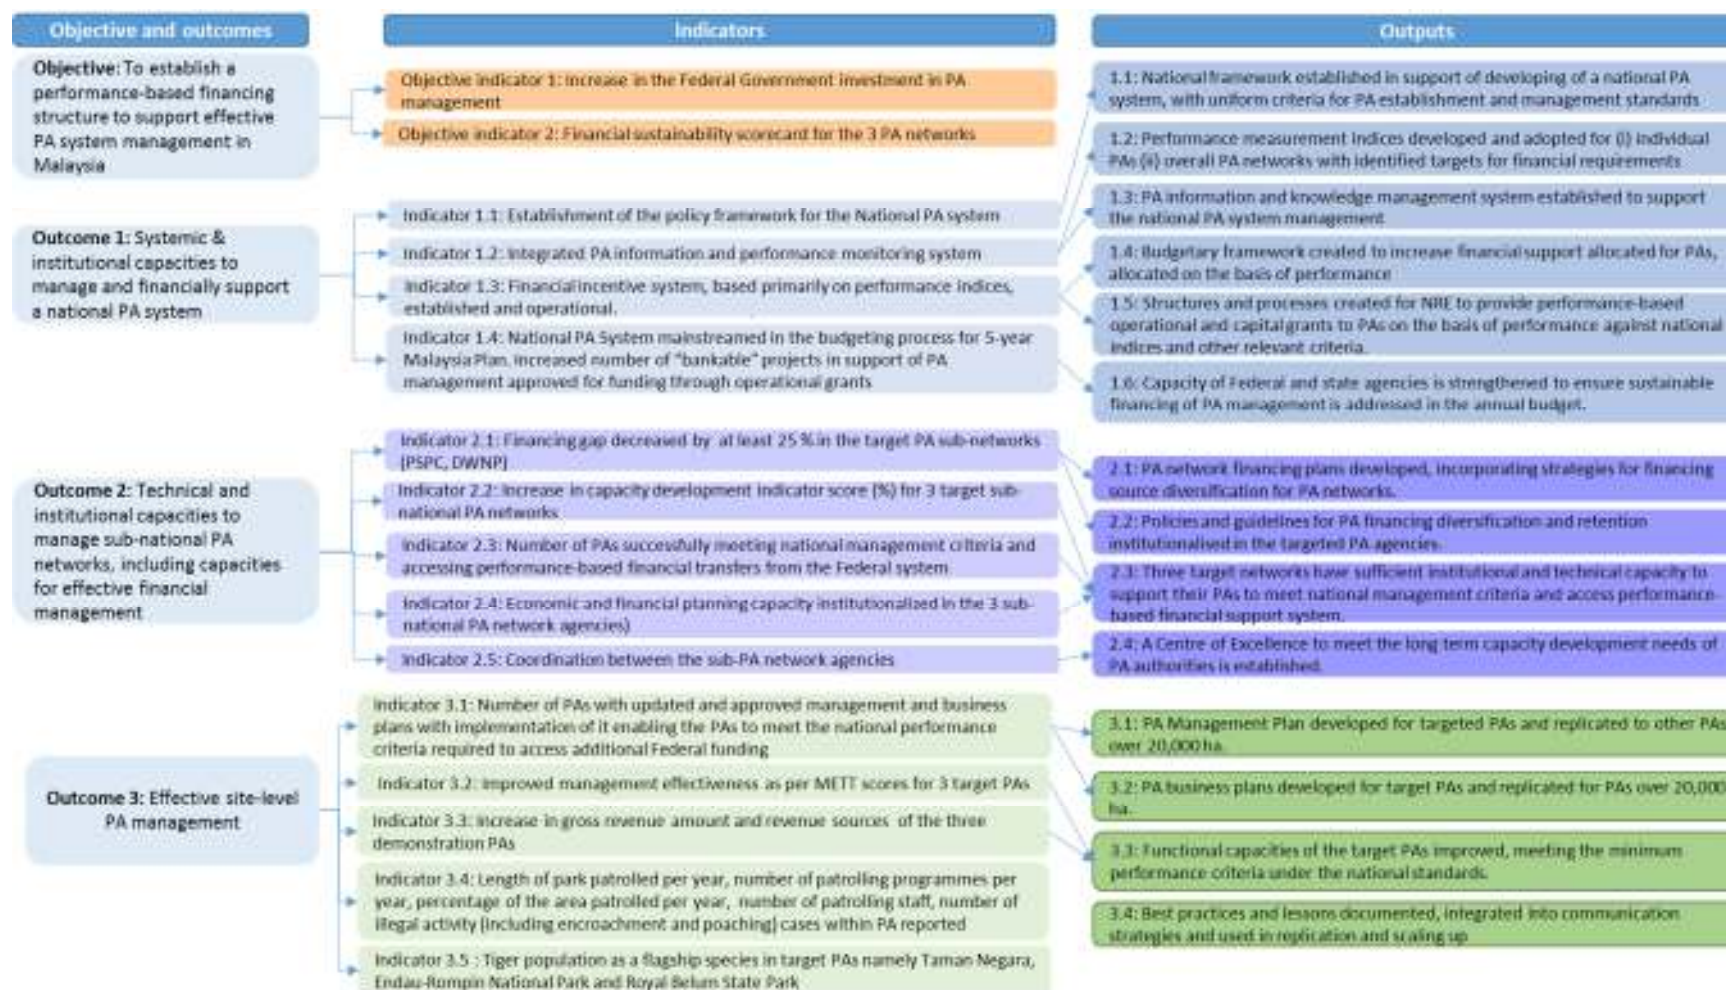 Objective and outcomes
Objective: To establish a
performance-based financing
structure to support effective
PA system management in
Malaysia
Outcome 1: Systemic &
institutional capacities to
manage and financially support
a national PA system
Outcome 2: Technical and
institutional capacities to
manage sub-national PA
networks, including capacities
for effective financial
management
Outcome 3: Effective site-level
PA management
Indicators
Objective indicator 1: Increase in the Federal Government investment in PA
management
Objective indicator 2: Financial sustainability scorecard for the 3 PA networks
Indicator 1.1: Establishment of the policy framework for the National PA system
Indicator 1.2: Integrated PA information and performance monitoring system
Indicator 1.3: Financial incentive system, based primarily on performance indices,
established and operational.
Indicator 1.4: National PA System mainstreamed in the budgeting process for 5-year
Malaysia Plan. Increased number of "bankable" projects in support of PA
management approved for funding through operational grants
Indicator 2.1: Financing gap decreased by at least 25 % in the target PA sub-networks
(PSPC, DWNP)
Indicator 2.2: Increase in capacity development indicator score (%) for 3 target sub-
national PA networks
Indicator 2.3: Number of PAs successfully meeting national management criteria and
accessing performance-based financial transfers from the Federal system
Indicator 2.4: Economic and financial planning capacity institutionalized in the 3 sub-
national PA network agencies)
Indicator 2.5: Coordination between the sub-PA network agencies
Indicator 3.1: Number of PAs with updated and approved management and business
plans with implementation of it enabling the PAs to meet the national performance
criteria required to access additional Federal funding
Indicator 3.2: Improved management effectiveness as per METT scores for 3 target PAs
Indicator 3.3: Increase in gross revenue amount and revenue sources of the three
demonstration PAs
Indicator 3.4: Length of park patrolled per year, number of patrolling programmes per
year, percentage of the area patrolled per year, number of patrolling staff, number of
illegal activity (including encroachment and poaching) cases within PA reported
Indicator 3.5 : Tiger population as a flagship species in target PAs namely Taman Negara,
Endau-Rompin National Park and Royal Belum State Park
Outputs
1.1: National framework established in support of developing of a national PA
system, with uniform criteria for PA establishment and management standards
1.2: Performance measurement indices developed and adopted for (i) individual
PAs (ii) overall PA networks with identified targets for financial requirements
1.3: PA information and knowledge management system established to support
the national PA system management
1.4: Budgetary framework created to increase financial support allocated for PAs,
allocated on the basis of performance
1.5: Structures and processes created for NRE to provide performance-based
operational and capital grants to PAs on the basis of performance against national
indices and other relevant criteria.
1.6: Capacity of Federal and state agencies is strengthened to ensure sustainable
financing of PA management is addressed in the annual budget.
2.1: PA network financing plans developed, incorporating strategies for financing
source diversification for PA networks.
2.2: Policies and guidelines for PA financing diversification and retention
institutionalised in the targeted PA agencies.
2.3: Three target networks have sufficient institutional and technical capacity to
support their PAs to meet national management criteria and access performance-
based financial support system.
2.4: A Centre of Excellence to meet the long term capacity development needs of
PA authorities is established.
3.1: PA Management Plan developed for targeted PAs and replicated to other PAs
over 20,000 ha.
3.2: PA business plans developed for target PAs and replicated for PAs over 20,000
ha.
3.3: Functional capacities of the target PAs improved, meeting the minimum
performance criteria under the national standards.
3.4: Best practices and lessons documented, integrated into communication
strategies and used in replication and scaling up